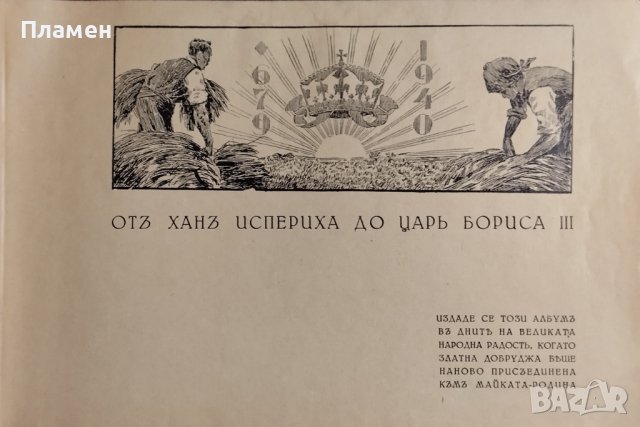 Пламен
679
1940
ОТЪ ХАНЪ ИСПЕРИХА ДО ЦАРЬ БОРИСА III
ИЗДАДЕ СЕ ТОЗИ АЛБУМЪ
ВЪ ДНИТѢ НА ВЕЛИКАТА
НАРОДНА РАДОСТЬ, КОГАТО
ЗЛАТНА ДОБРУДЖА БѢШЕ
НАНОВО ПРИСЪЕДИНЕНА
КЪМЪ МАЙКАТА-РОДИНА
BAZAR